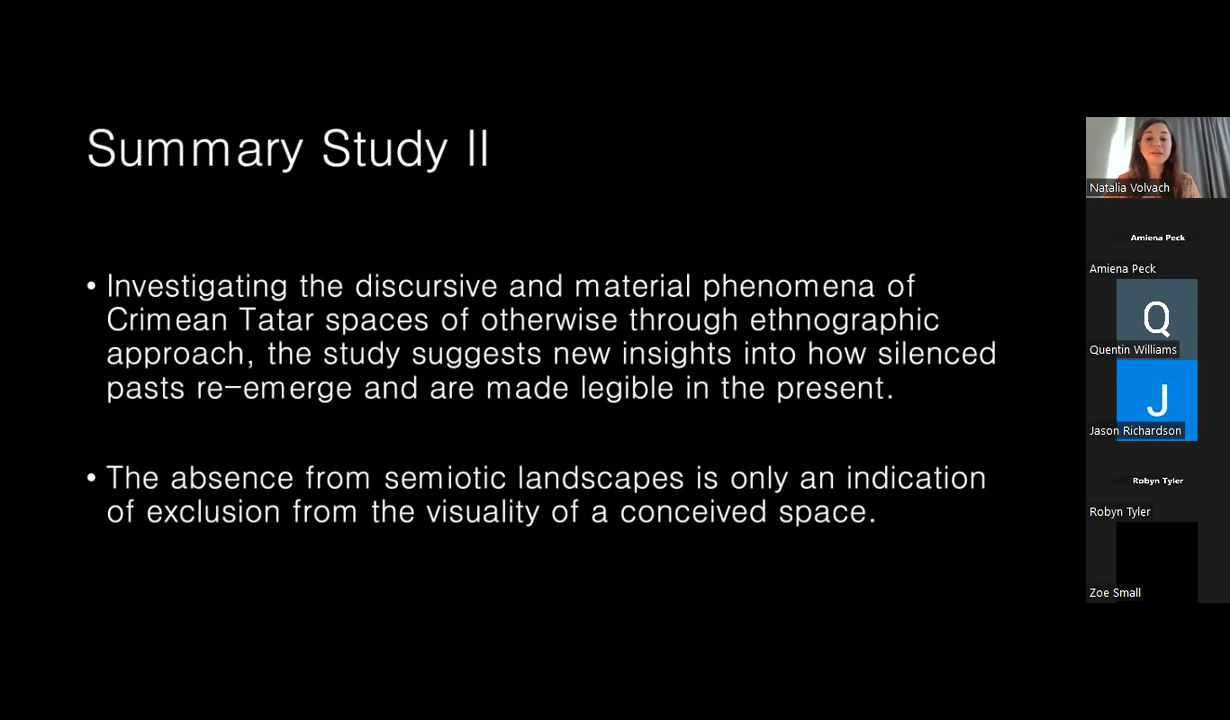 Summary Study II
• Investigating the discursive and material phenomena of
Crimean Tatar spaces of otherwise through ethnographic
approach, the study suggests new insights into how silenced
pasts re-emerge and are made legible in the present.
• The absence from semiotic landscapes is only an indication
of exclusion from the visuality of a conceived space.
Natalia Volvach
Amiena Peck
Amiena Peck
Q
Quentin Williams
J
Jason Richardson
Robyn Tyler
Robyn Tyler
Zoe Small